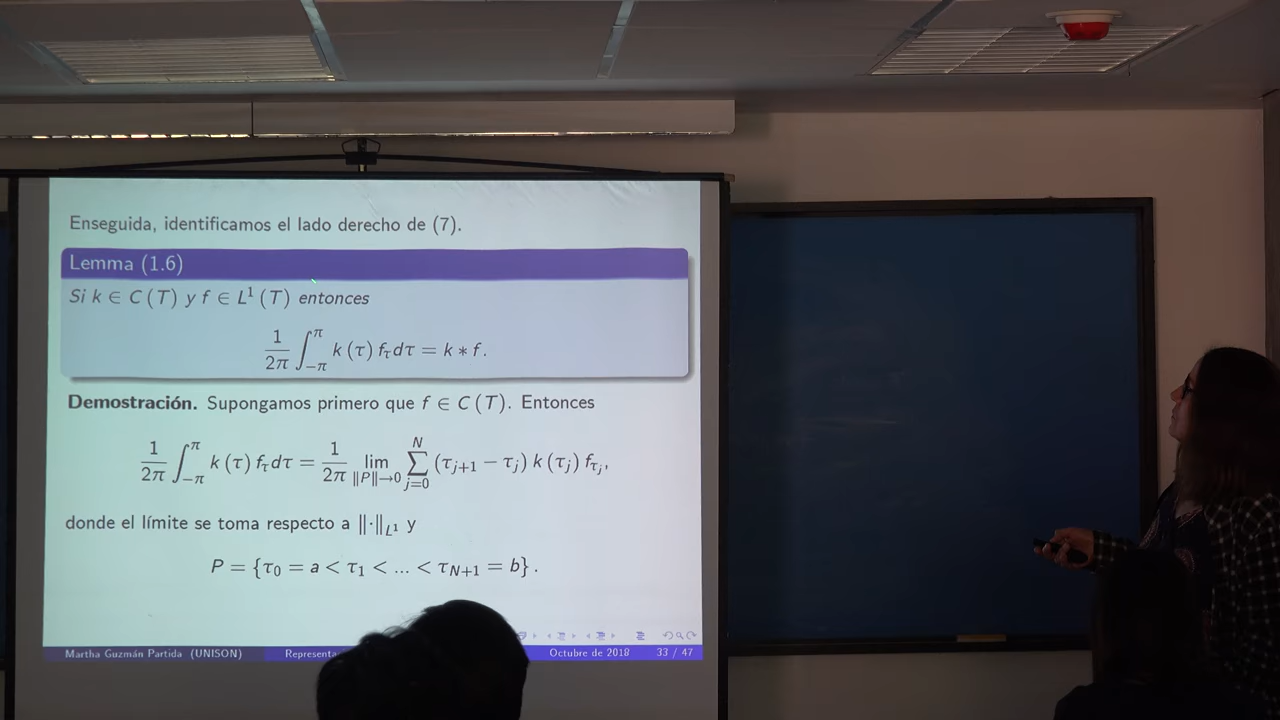 Enseguida, identificamos el lado derecho de (7).
Lemma (1.6)
Si k ∈ C (T) y f ∈ L¹ (T) entonces
1/2π ∫_{-π}^{π} k (τ) f_τ dτ = k ∗ f.
Demostración. Supongamos primero que f ∈ C (T). Entonces
1/2π ∫_{-π}^{π} k (τ) f_τ dτ = 1/2π lim_{‖P‖→0} ∑_{j=0}^{N} (τ_{j+1} − τ_j) k (τ_j) f_{τ_j},
donde el límite se toma respecto a ‖·‖_{L¹} y
P = {τ_0 = a < τ_1 < ... < τ_{N+1} = b} .
Martha Guzmán Partida (UNISON) Representa Octubre de 2018 33 / 47